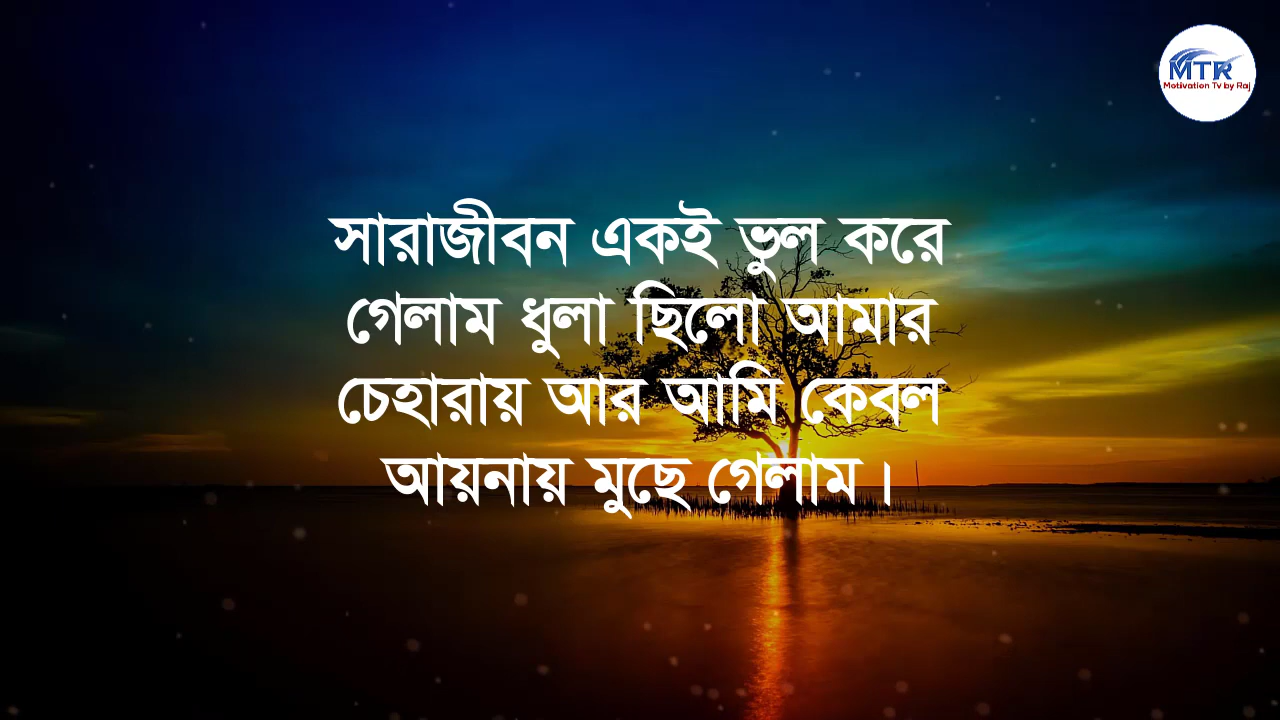 MTR
Motivation Tv by Raj
সারাজীবন একই ভুল করে
গেলাম ধুলা ছিলো আমার
চেহারায় আর আমি কেবল
আয়নায় মুছে গেলাম।